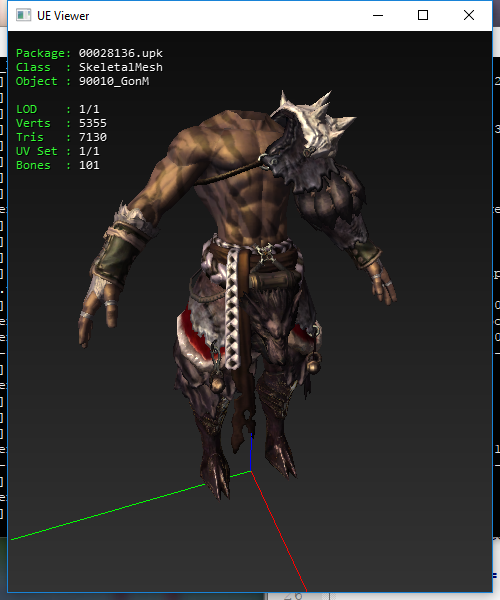 UE Viewer
Package: 00028136.upk
Class : SkeletalMesh
Object : 90010_GonM
LOD : 1/1
Verts : 5355
Tris : 7130
UV Set : 1/1
Bones : 101